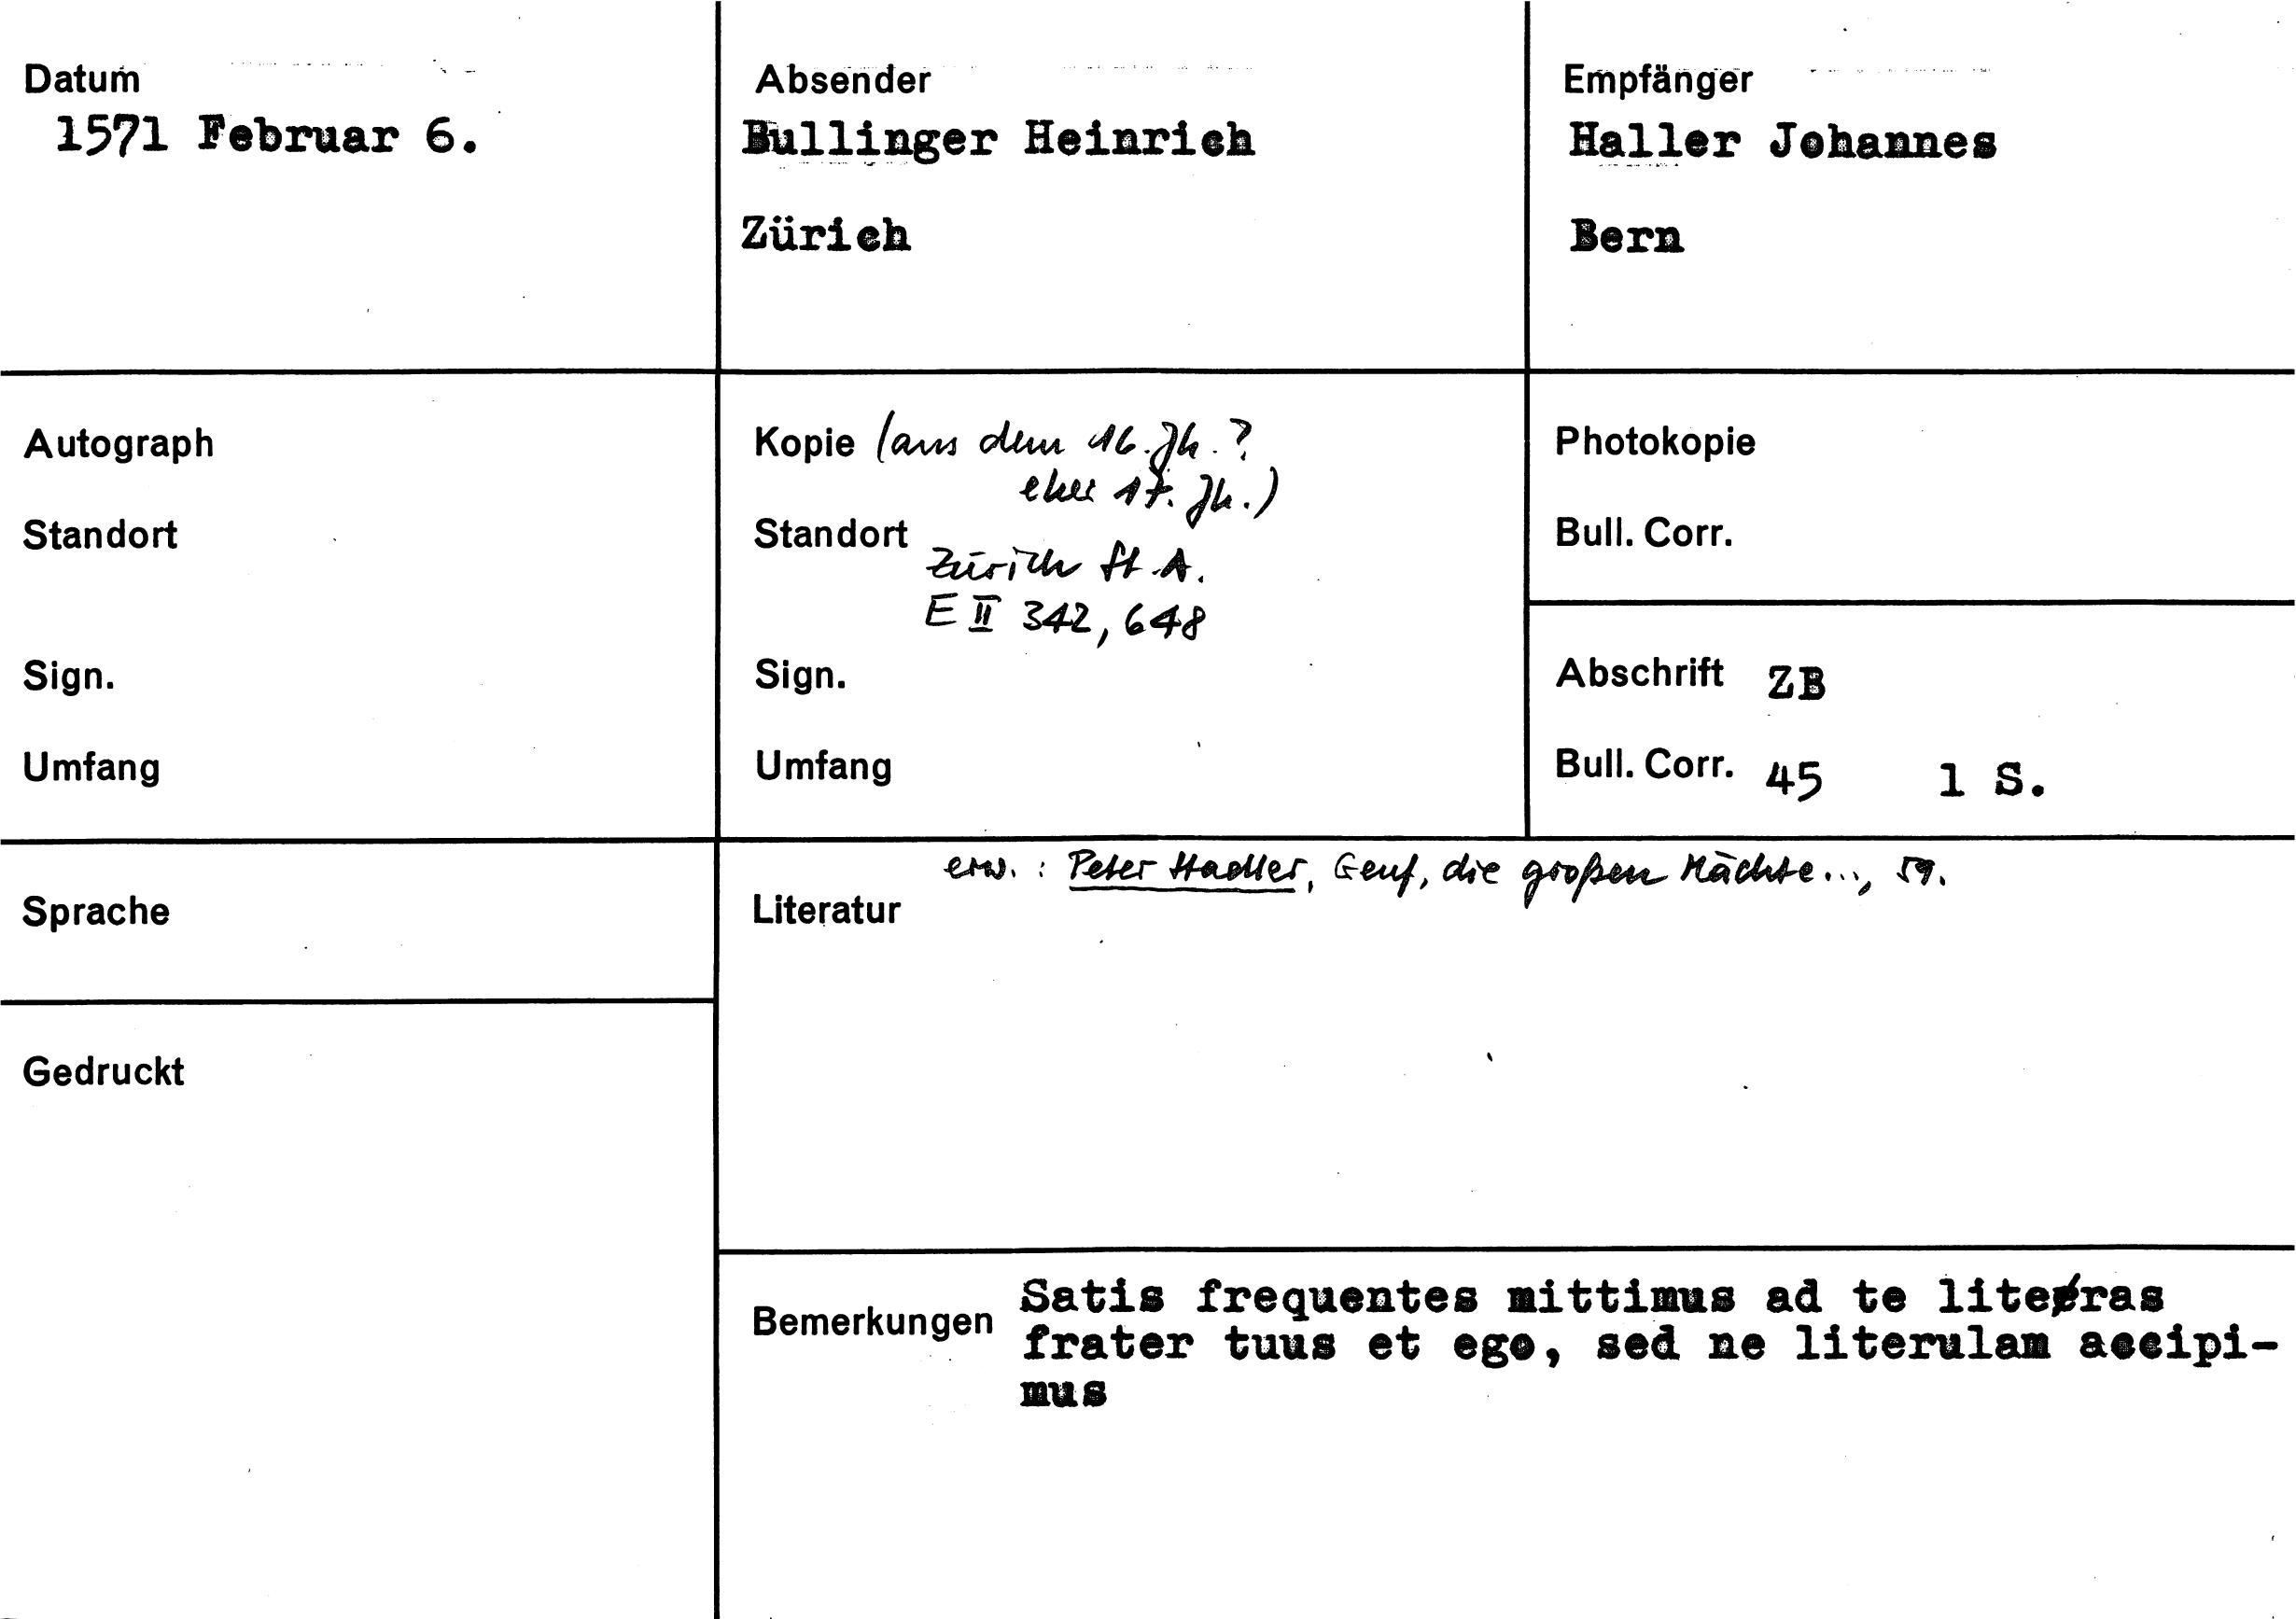 Datum
1571 Februar 6.
Absender
Bullinger Heinrich
Zürich
Empfänger
Haller Johannes
Bern
Autograph
Standort
Sign.
Umfang
Kopie (aus dem 16. Jh. ?
eher 17. Jh.)
Standort
Zürich St. A.
E II 342, 648
Sign.
Umfang
Photokopie
Bull. Corr.
Abschrift ZB
Bull. Corr. 45 1 S.
Sprache
Gedruckt
erw. : Peter Stadler, Genf, die großen Mächte..., 59.
Literatur
Bemerkungen
Satis frequentes mittimus ad te literas
frater tuus et ego, sed ne literulam accipi-
mus